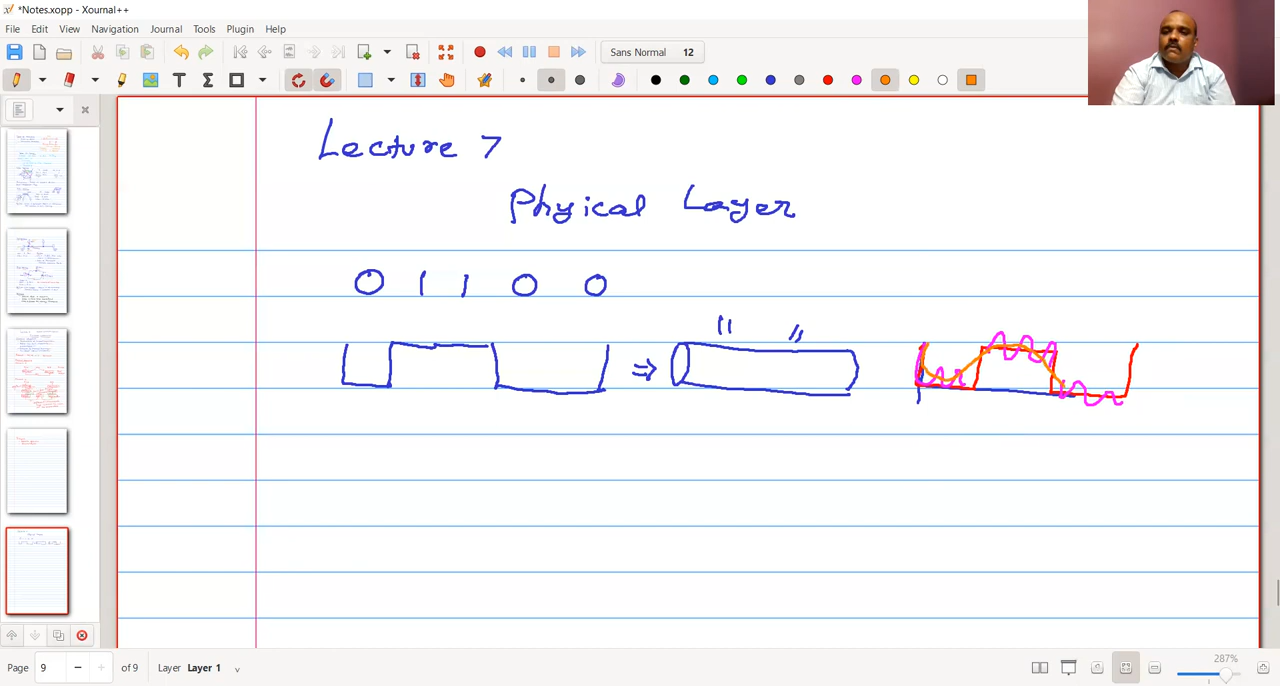 *Notes.xopp - Xournal++
File Edit View Navigation Journal Tools Plugin Help
Sans Normal 12
Lecture 7
Phyical Layer
0 1 1 0 0
Page 9 of 9 Layer Layer 1
287%